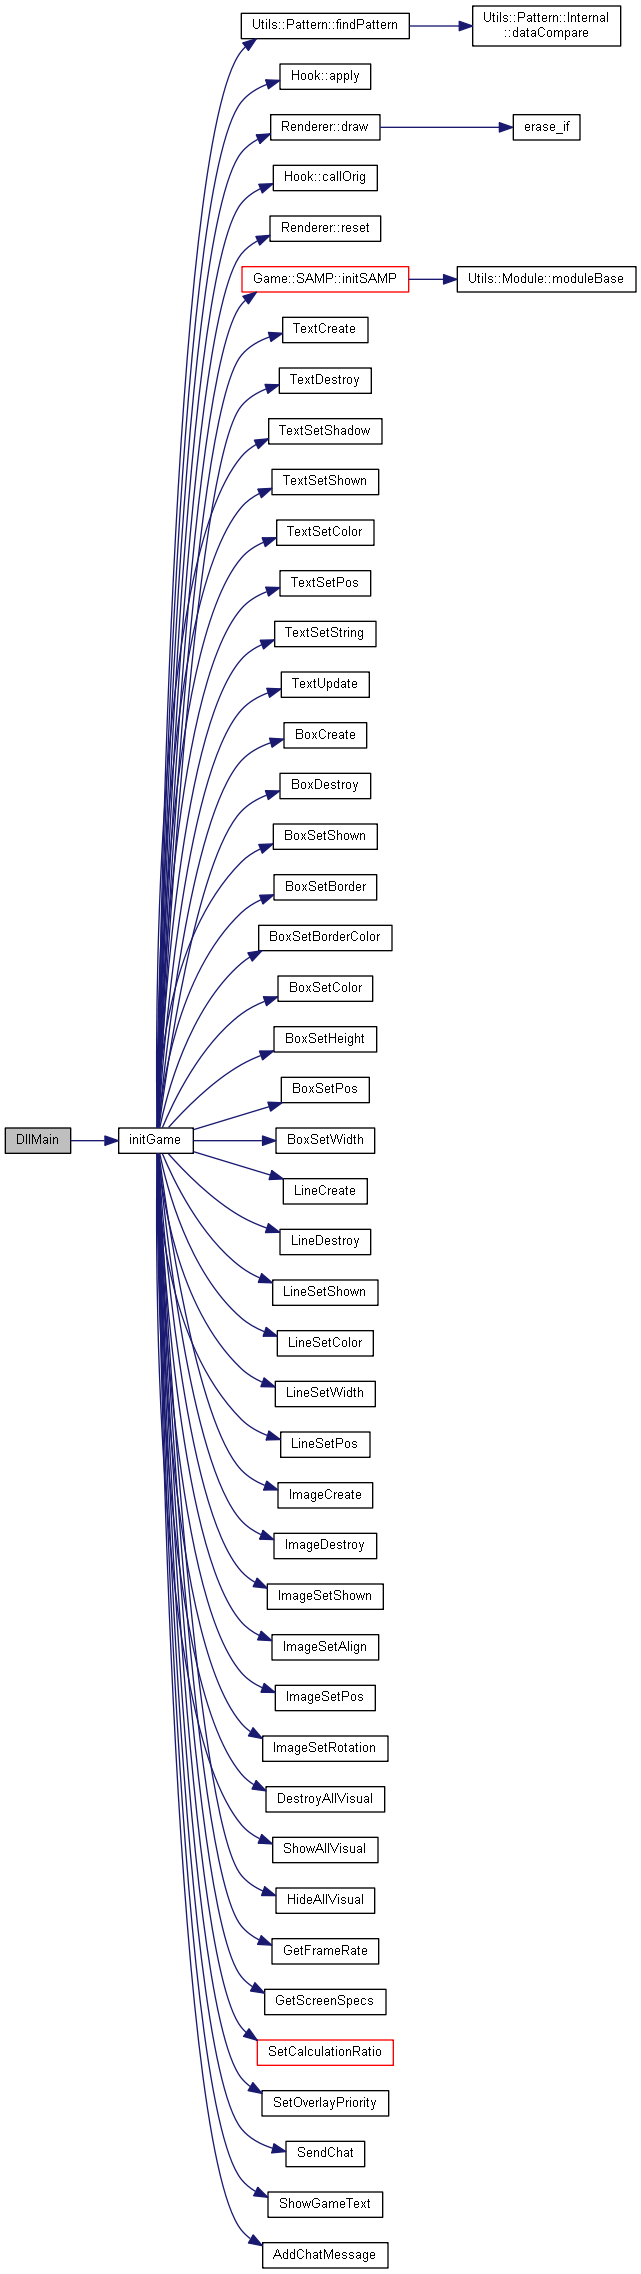 Utils::Pattern::findPattern
Utils::Pattern::Internal
::dataCompare
Hook::apply
Renderer::draw
erase_if
Hook::callOrig
Renderer::reset
Game::SAMP::initSAMP
Utils::Module::moduleBase
TextCreate
TextDestroy
TextSetShadow
TextSetShown
TextSetColor
TextSetPos
TextSetString
TextUpdate
BoxCreate
BoxDestroy
BoxSetShown
BoxSetBorder
BoxSetBorderColor
BoxSetColor
BoxSetHeight
BoxSetPos
DllMain
initGame
BoxSetWidth
LineCreate
LineDestroy
LineSetShown
LineSetColor
LineSetWidth
LineSetPos
ImageCreate
ImageDestroy
ImageSetShown
ImageSetAlign
ImageSetPos
ImageSetRotation
DestroyAllVisual
ShowAllVisual
HideAllVisual
GetFrameRate
GetScreenSpecs
SetCalculationRatio
SetOverlayPriority
SendChat
ShowGameText
AddChatMessage